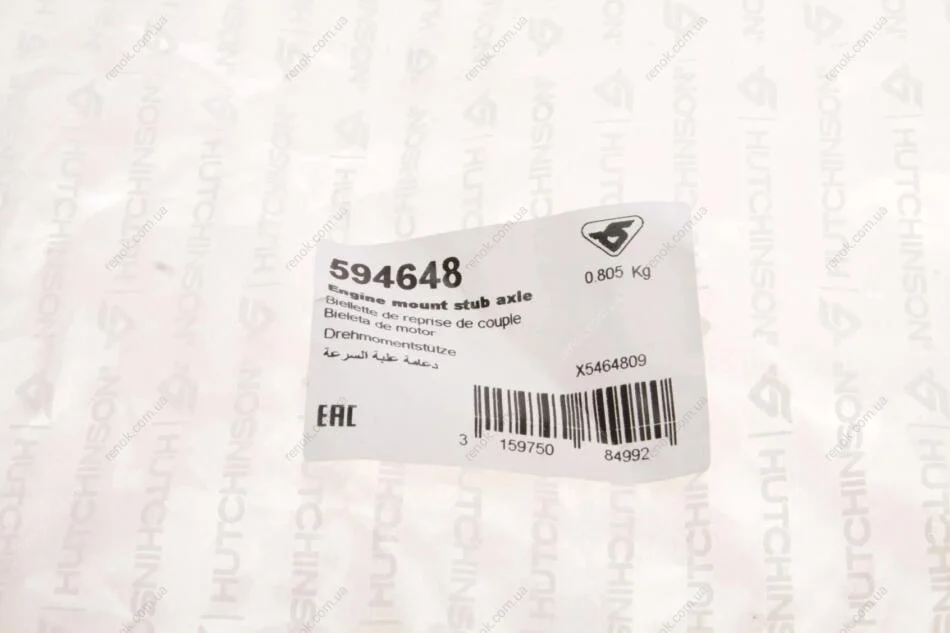 594648
Engine mount stub axle
Biellette de reprise de couple
Bieleta de motor
Drehmomentstütze
دعامة علبة السرعة
0.805 Kg
X5464809
EAC
3 159750 84992
HUTCHINSON
renok.com.ua